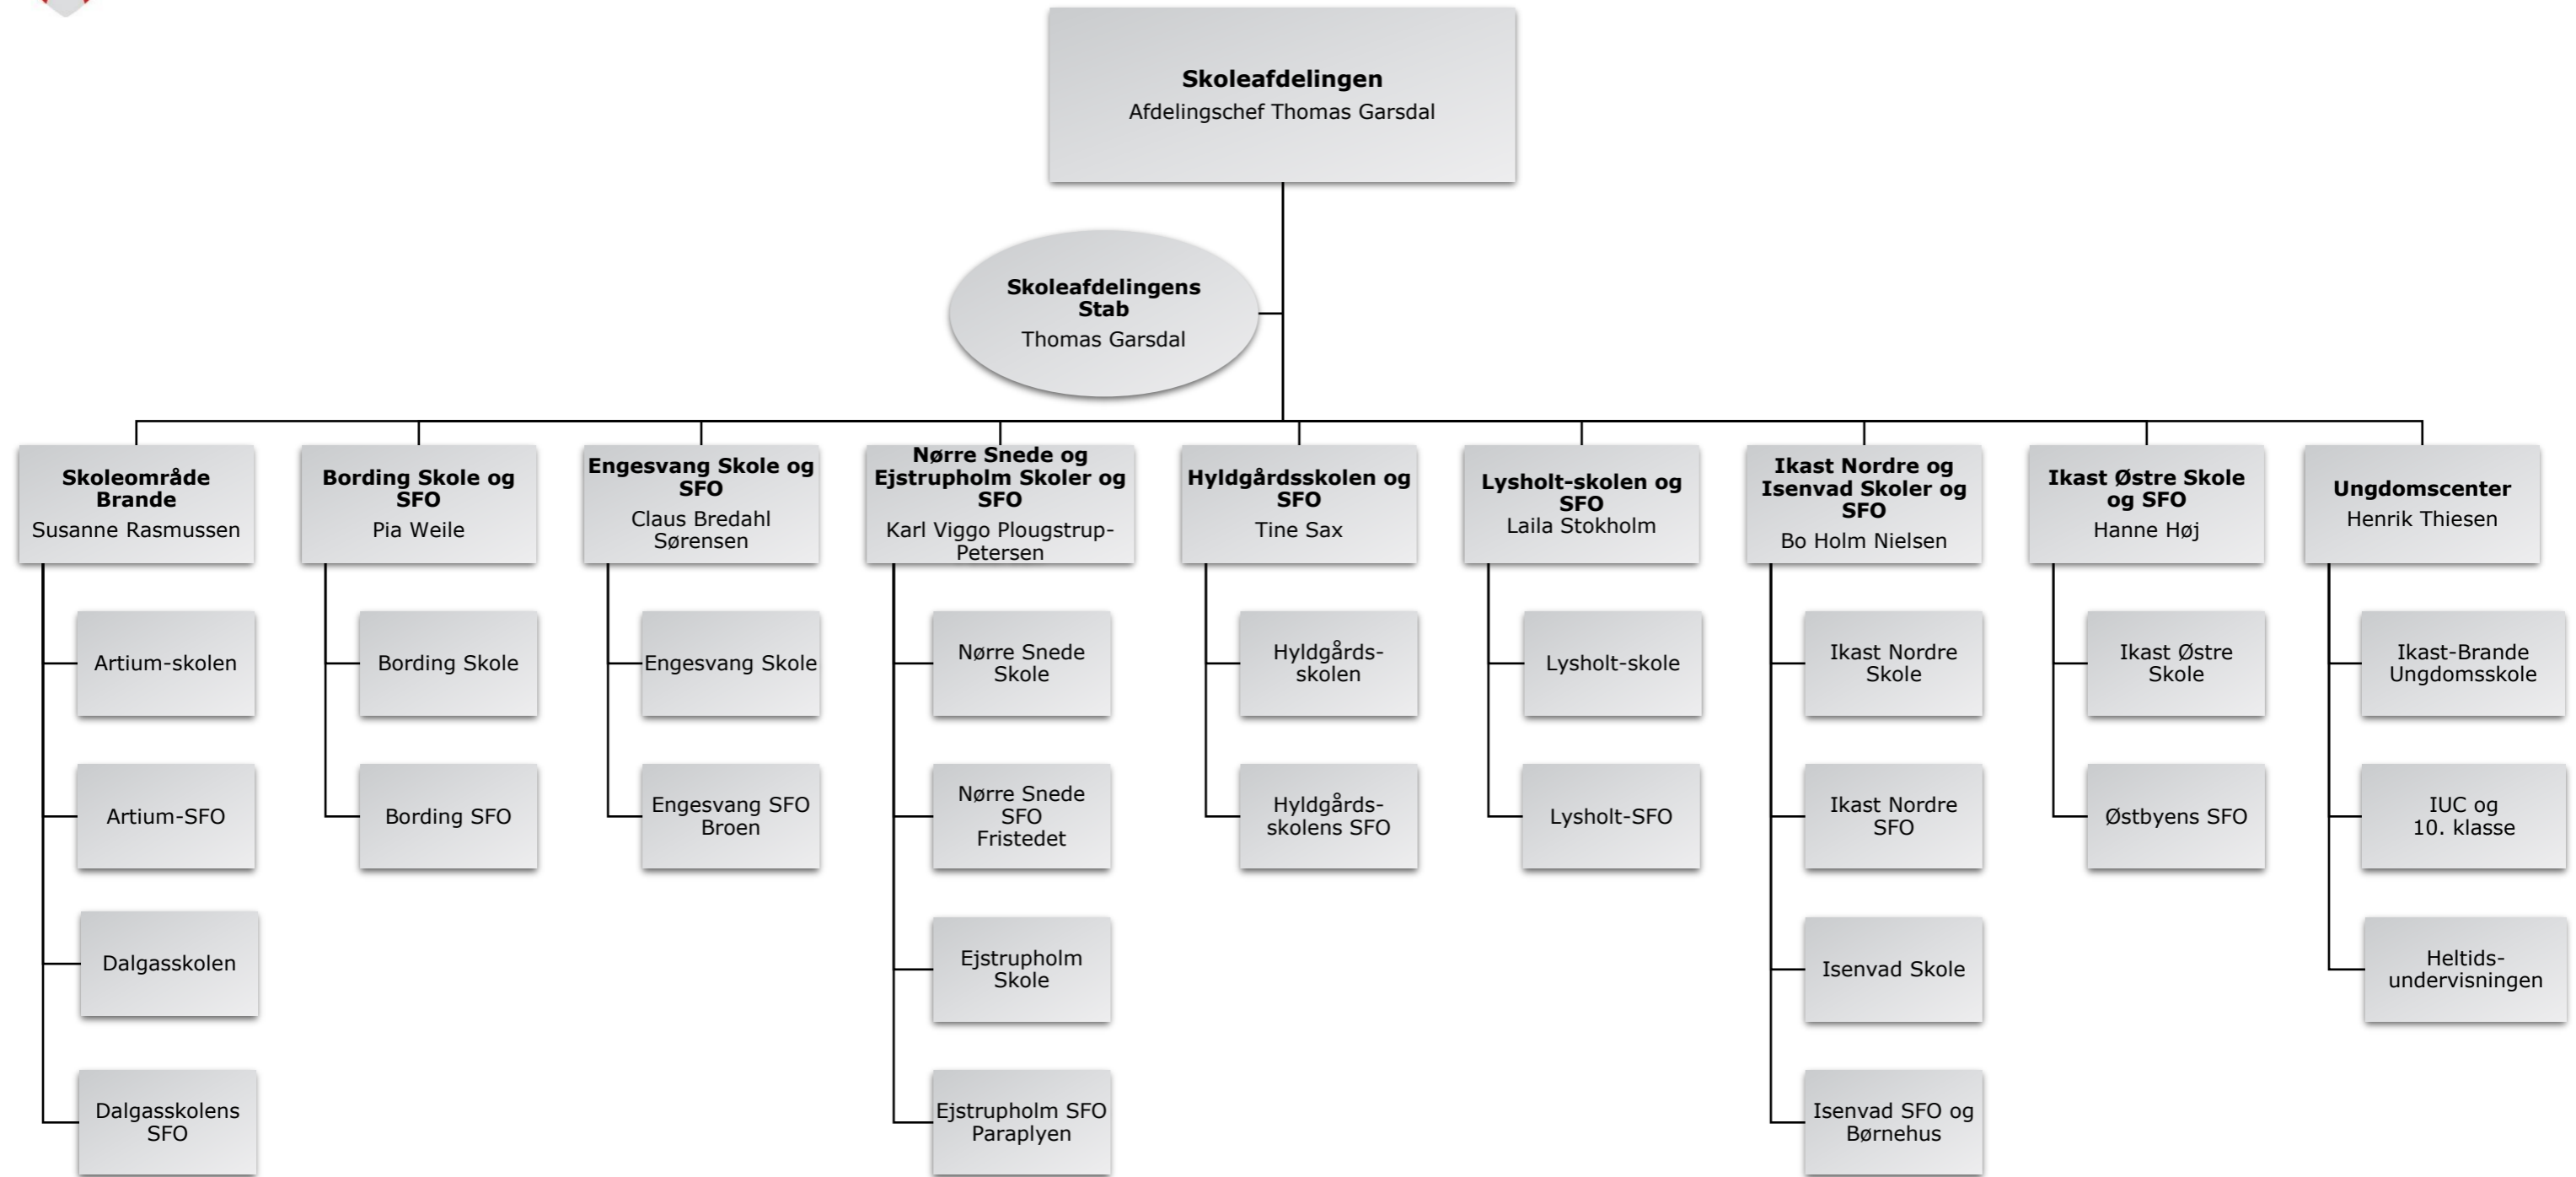 Skoleafdelingen
Afdelingschef Thomas Garsdal
Skoleafdelingens
Stab
Thomas Garsdal
Skoleområde
Brande
Susanne Rasmussen
Bording Skole og
SFO
Pia Weile
Engesvang Skole og
SFO
Claus Bredahl
Sørensen
Nørre Snede og
Ejstrupholm Skoler og
SFO
Karl Viggo Plougstrup-
Petersen
Hyldgårdsskolen og
SFO
Tine Sax
Lysholt-skolen og
SFO
Laila Stokholm
Ikast Nordre og
Isenvad Skoler og
SFO
Bo Holm Nielsen
Ikast Østre Skole
og SFO
Hanne Høj
Ungdomscenter
Henrik Thiesen
Artium-skolen
Artium-SFO
Dalgasskolen
Dalgasskolens
SFO
Bording Skole
Bording SFO
Engesvang Skole
Engesvang SFO
Broen
Nørre Snede
Skole
Nørre Snede
SFO
Fristedet
Ejstrupholm
Skole
Ejstrupholm SFO
Paraplyen
Hyldgårds-
skolen
Hyldgårds-
skolens SFO
Lysholt-skole
Lysholt-SFO
Ikast Nordre
Skole
Ikast Nordre
SFO
Isenvad Skole
Isenvad SFO og
Børnehus
Ikast Østre
Skole
Østbyens SFO
Ikast-Brande
Ungdomsskole
IUC og
10. klasse
Heltids-
undervisningen